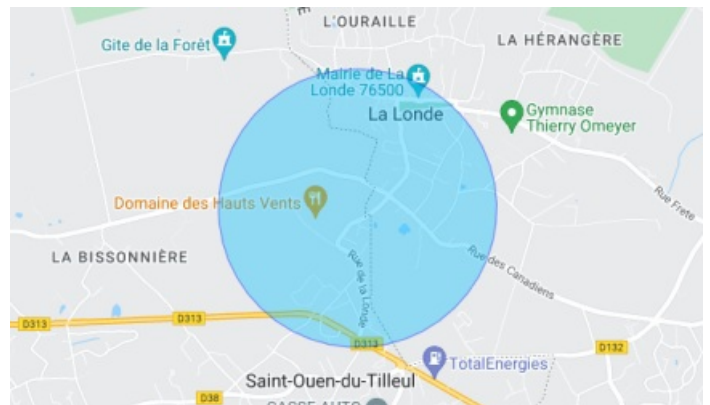 L'OURAILLE
Gite de la Forêt
LA HÉRANGÈRE
Mairie de La
Londe 76500
La Londe
Gymnase
Thierry Omeyer
Domaine des Hauts Vents
Rue Frete
LA BISSONNIÈRE
Rue des Canadiens
Rue de la Londe
D313
D313
D313
D132
TotalEnergies
Saint-Ouen-du-Tilleul
D38
CASSE AUTO